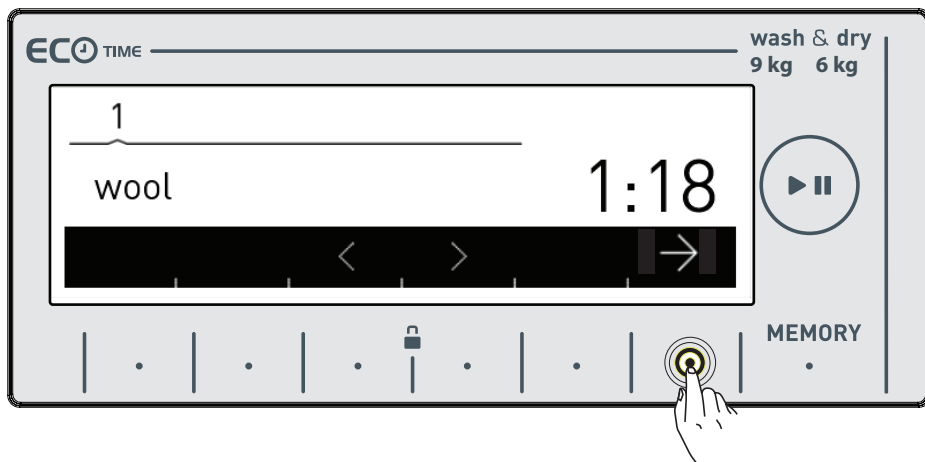 ECO TIME
wash & dry
9 kg 6 kg
1
wool
1:18
MEMORY